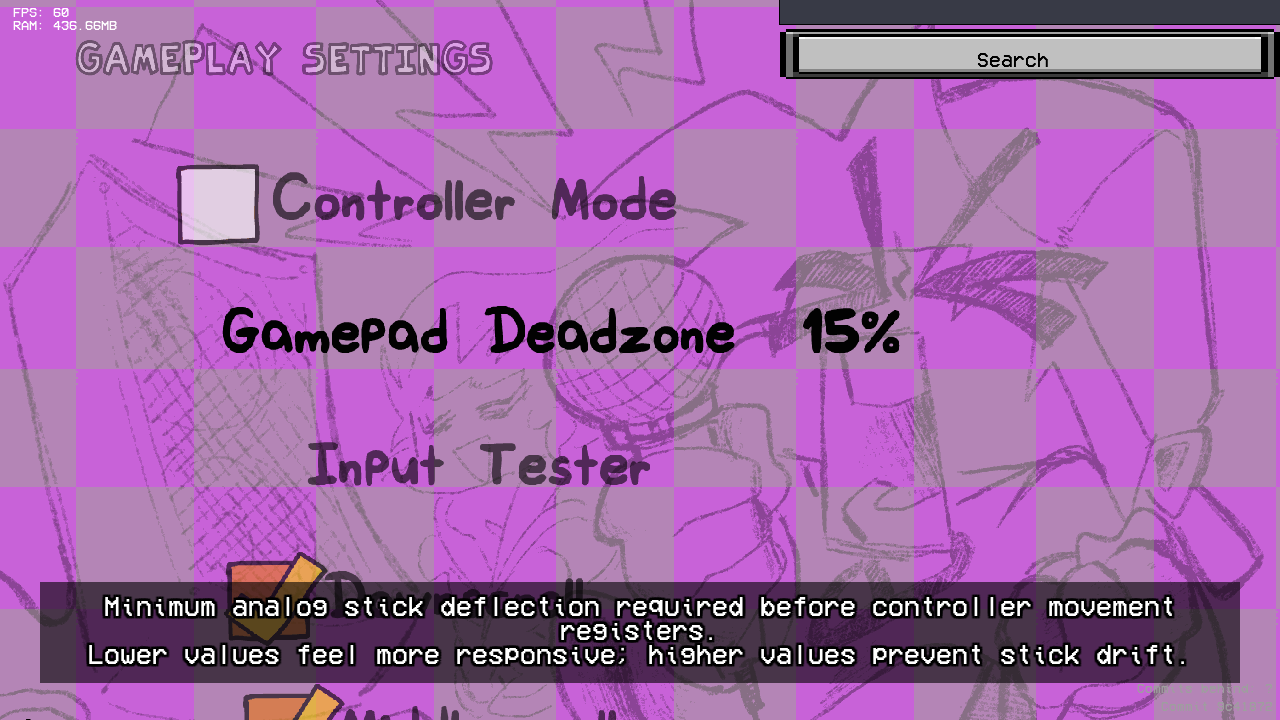 FPS: 60
RAM: 436.66MB
GAMEPLAY SETTINGS
Search
Controller Mode
Gamepad Deadzone 15%
Input Tester
Downscroll
Minimum analog stick deflection required before controller movement
registers.
Lower values feel more responsive; higher values prevent stick drift.